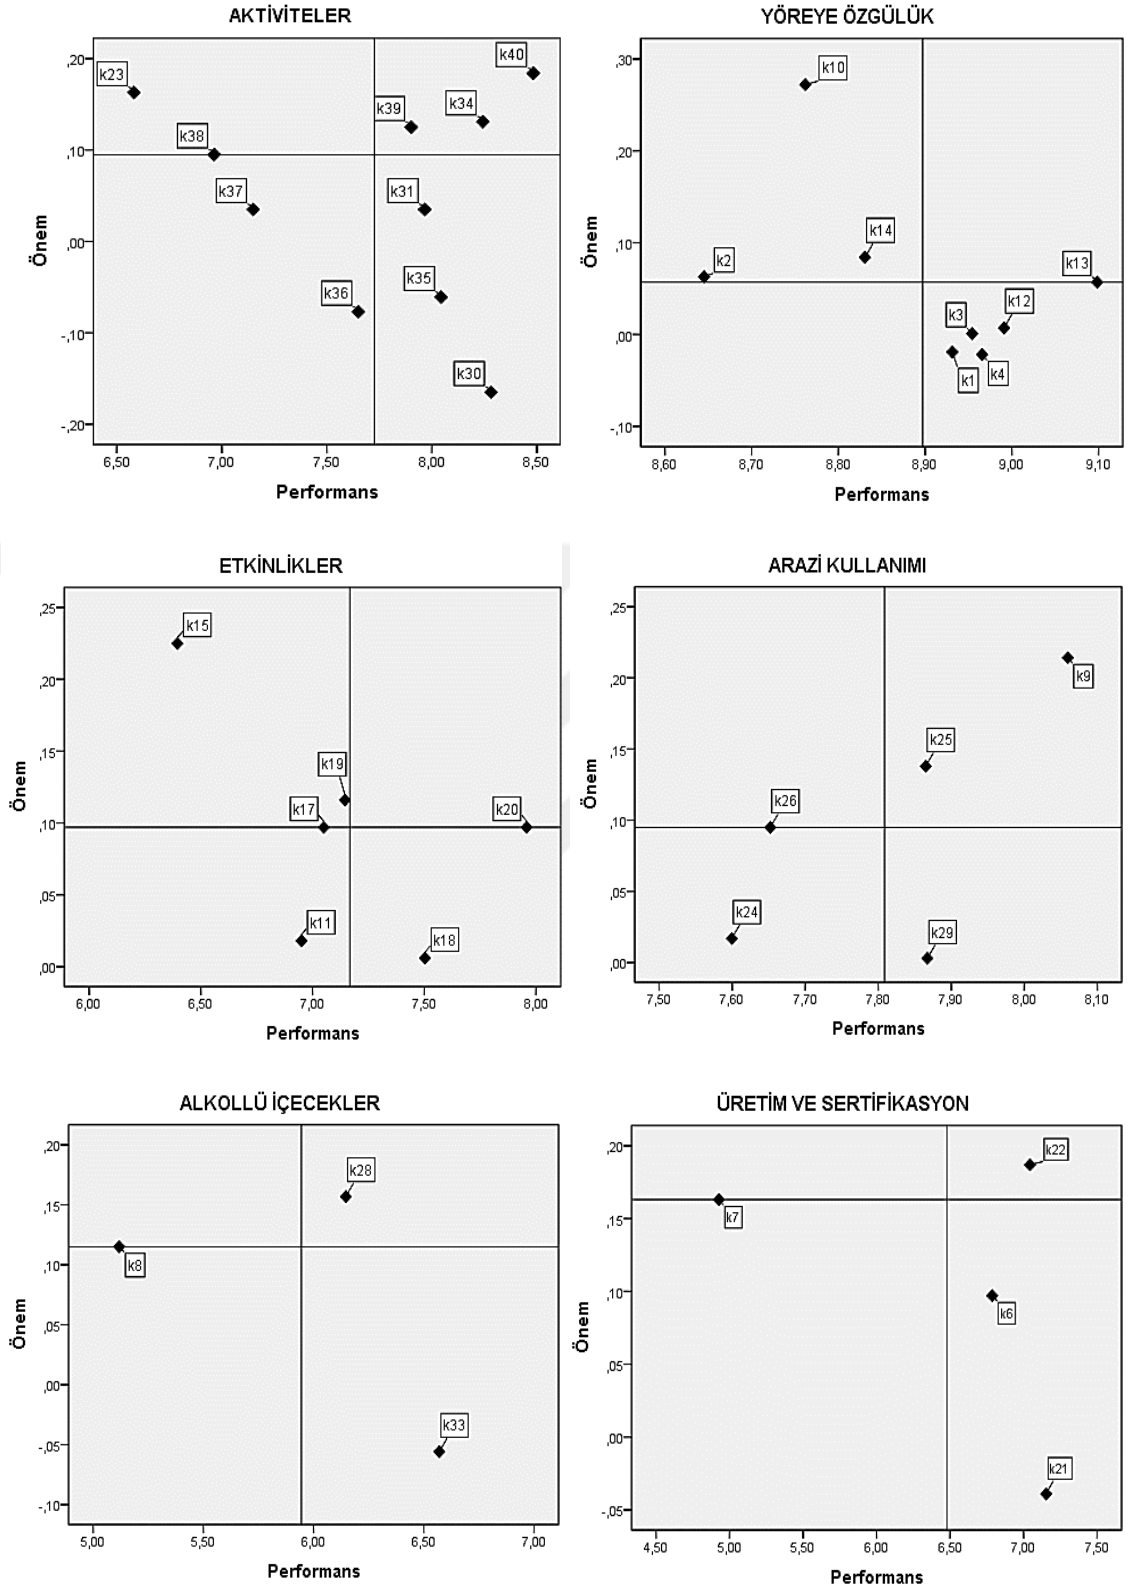 AKTİVİTELER
,20
,10
,00
-,10
-,20
Önem
k40
k23
k39
k34
k38
k37
k31
k35
k36
k30
6,50 7,00 7,50 8,00 8,50
Performans
YÖREYE ÖZGÜLÜK
,30
,20
,10
,00
-,10
Önem
k10
k14
k2
k13
k3
k12
k1
k4
8,60 8,70 8,80 8,90 9,00 9,10
Performans
ETKİNLİKLER
,25
,20
,15
,10
,05
,00
Önem
k15
k19
k17
k20
k11
k18
6,00 6,50 7,00 7,50 8,00
Performans
ARAZİ KULLANIMI
,25
,20
,15
,10
,05
,00
Önem
k9
k25
k26
k24
k29
7,50 7,60 7,70 7,80 7,90 8,00 8,10
Performans
ALKOLLÜ İÇECEKLER
,20
,15
,10
,05
,00
-,05
-,10
Önem
k28
k8
k33
5,00 5,50 6,00 6,50 7,00
Performans
ÜRETİM VE SERTİFİKASYON
,20
,15
,10
,05
,00
-,05
Önem
k22
k7
k6
k21
4,50 5,00 5,50 6,00 6,50 7,00 7,50
Performans